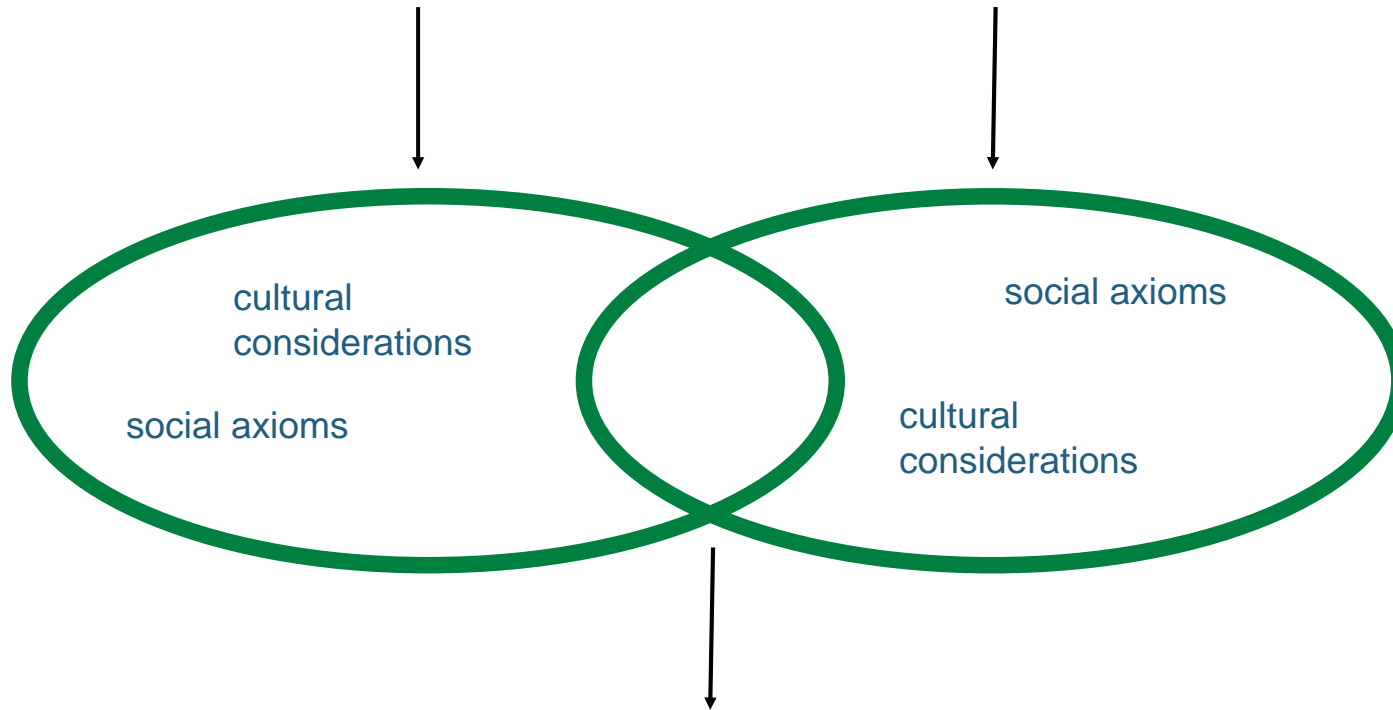 cultural
considerations
social axioms
social axioms
cultural
considerations